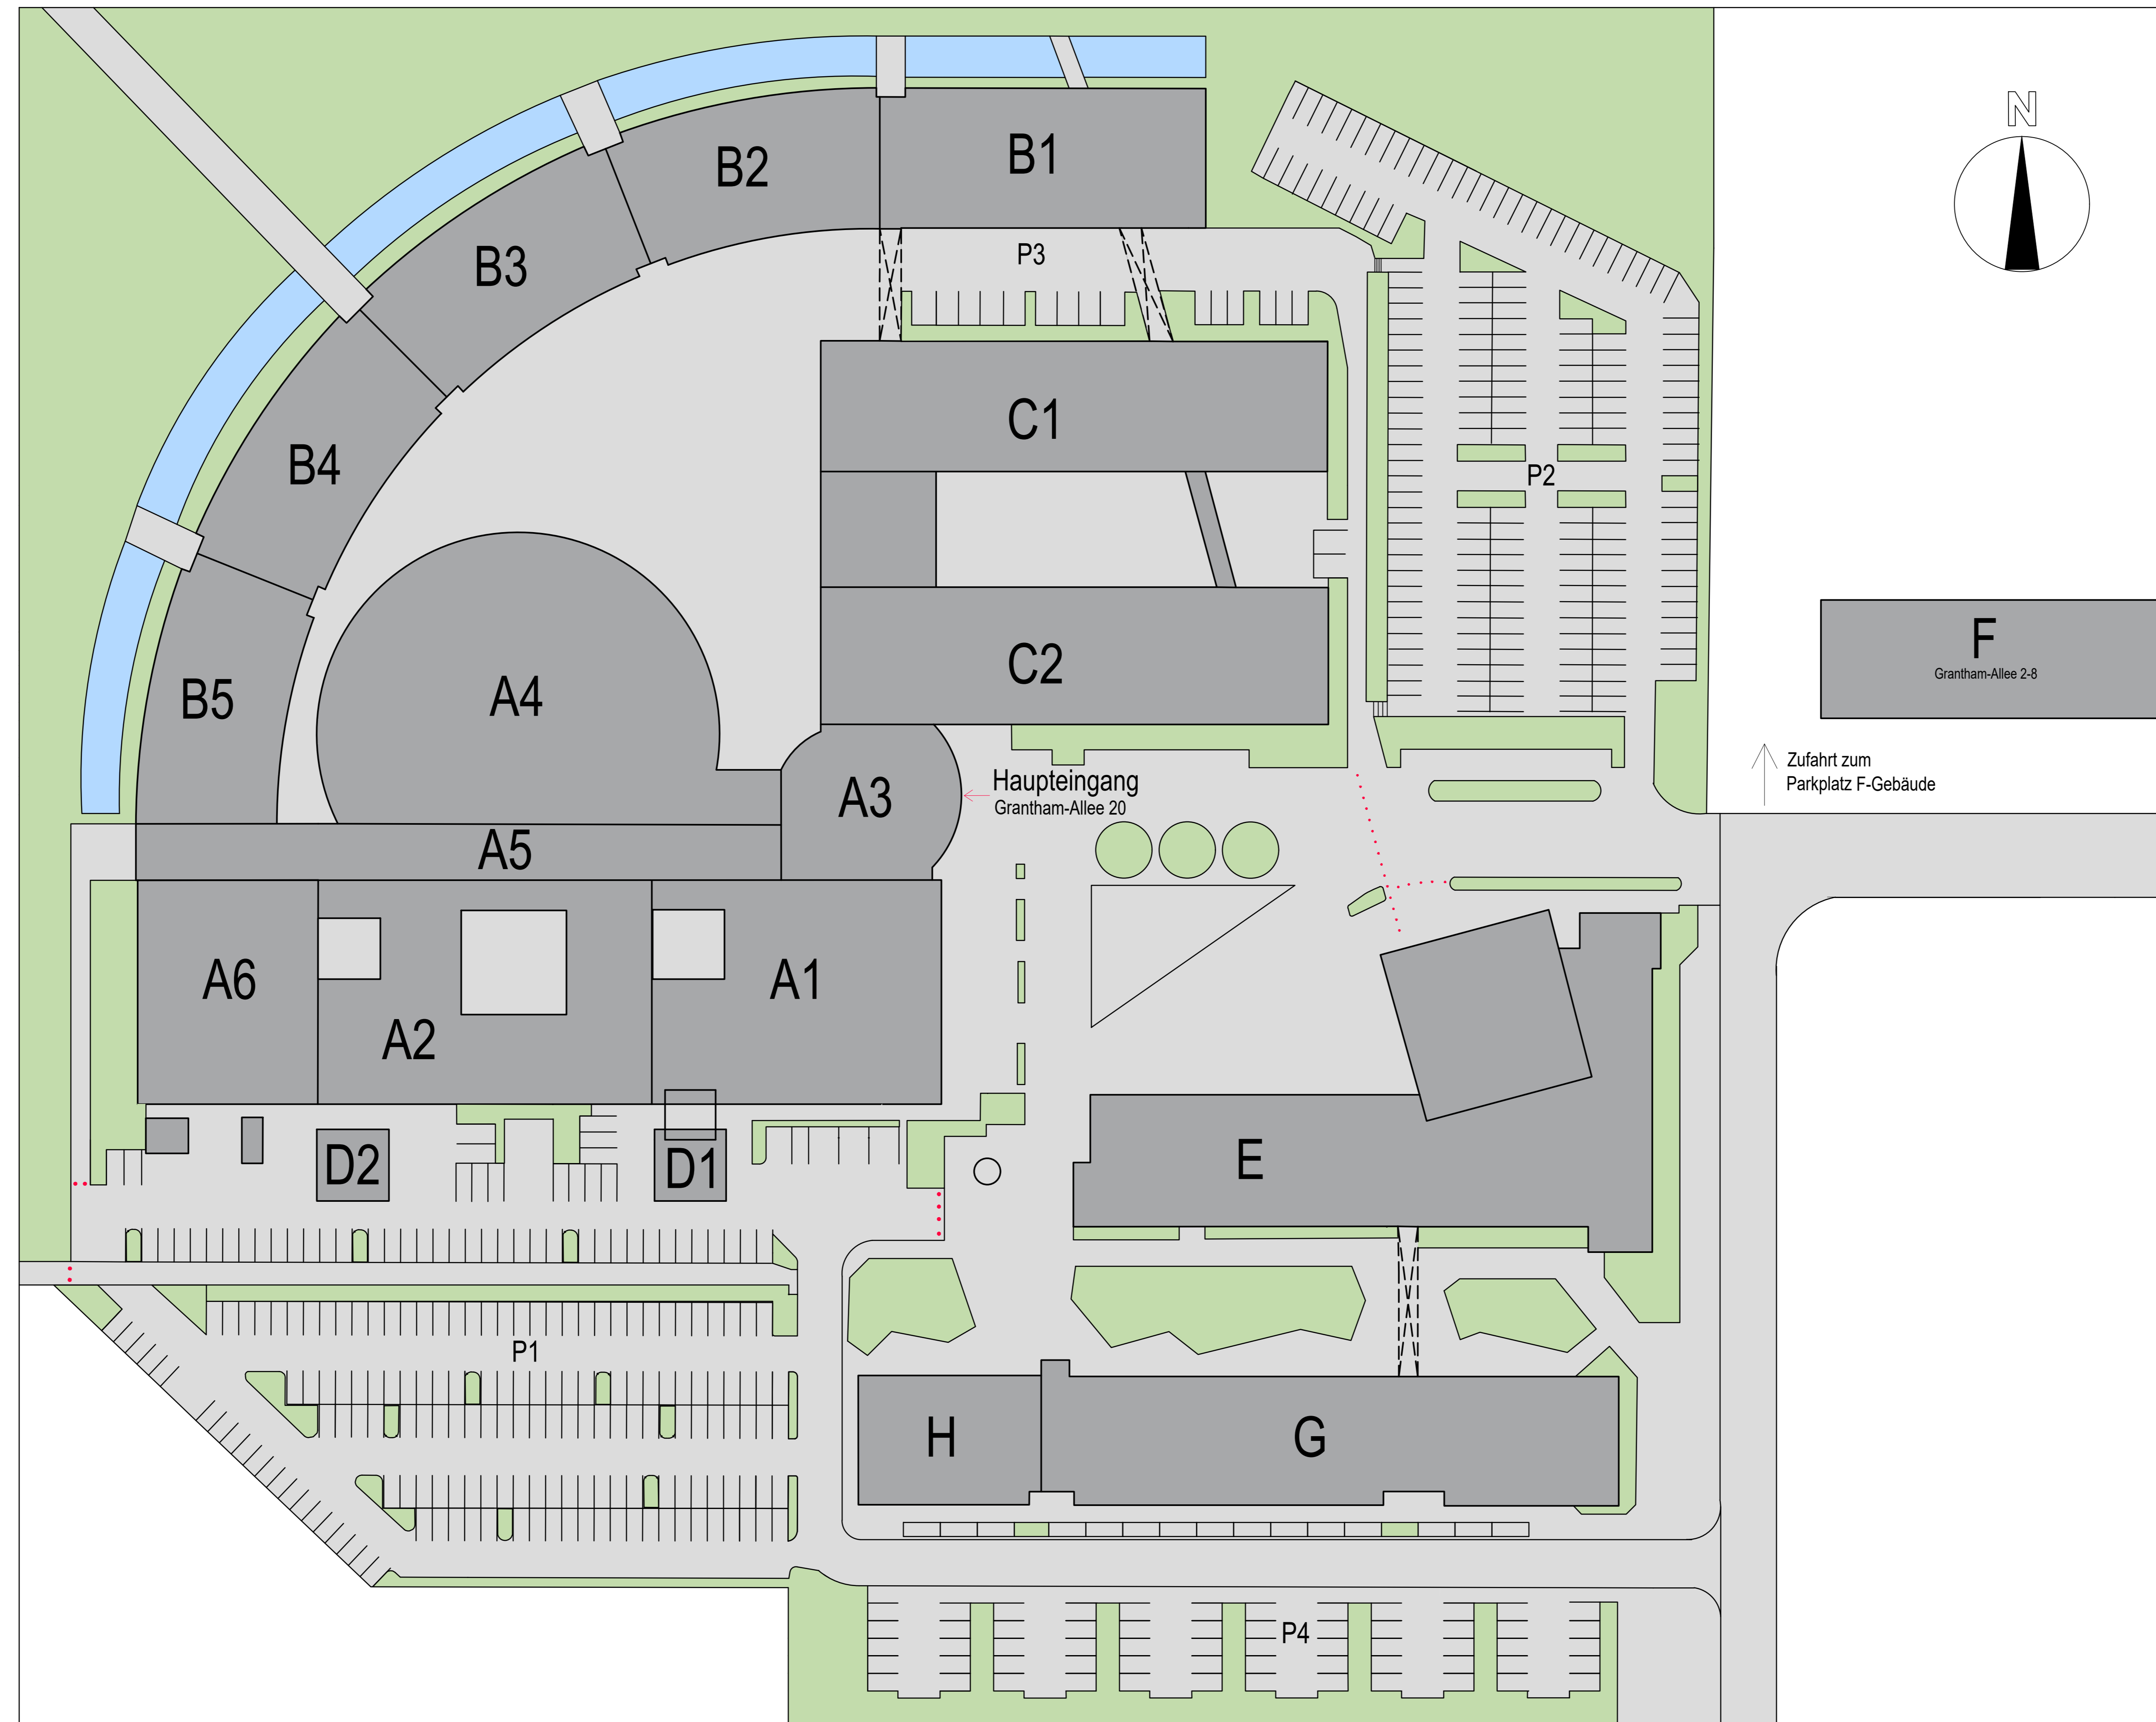 N
B1
B2
P3
B3
C1
B4
P2
F
Grantham-Allee 2-8
C2
A4
B5
Zufahrt zum
Parkplatz F-Gebäude
Haupteingang
Grantham-Allee 20
A3
A5
A6
A1
A2
E
D2
D1
P1
H
G
P4